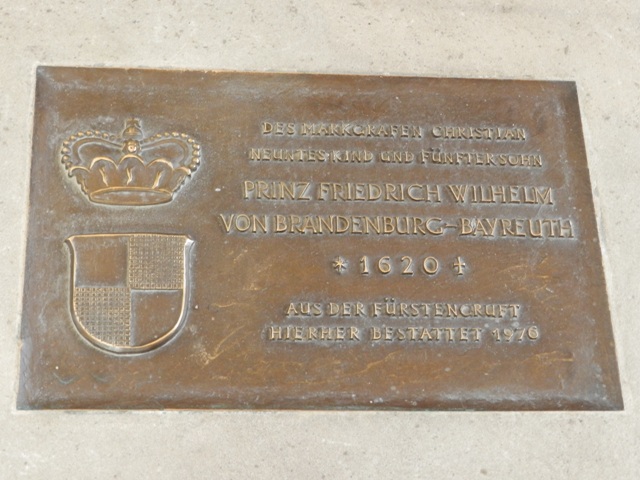 DES MARKGRAFEN CHRISTIAN
NEUNTES KIND UND FÜNFTER SOHN
PRINZ FRIEDRICH WILHELM
VON BRANDENBURG-BAYREUTH
* 1620 ✝
AUS DER FÜRSTENGRUFT
HIERHER BESTATTET 1976